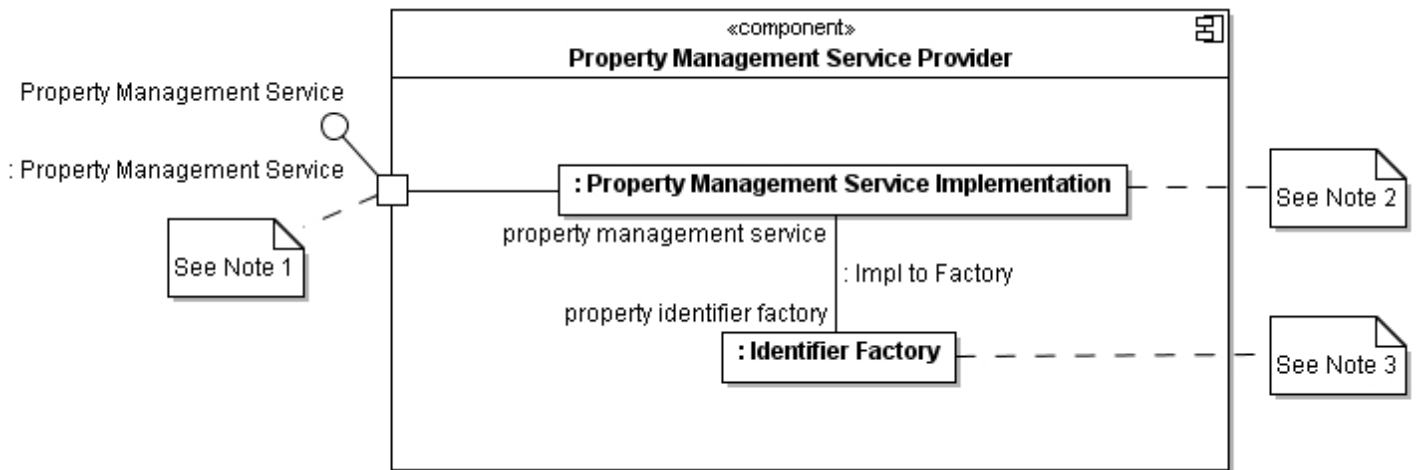 «component»
Property Management Service Provider
Property Management Service
: Property Management Service
: Property Management Service Implementation
See Note 2
property management service
See Note 1
: Impl to Factory
property identifier factory
: Identifier Factory
See Note 3